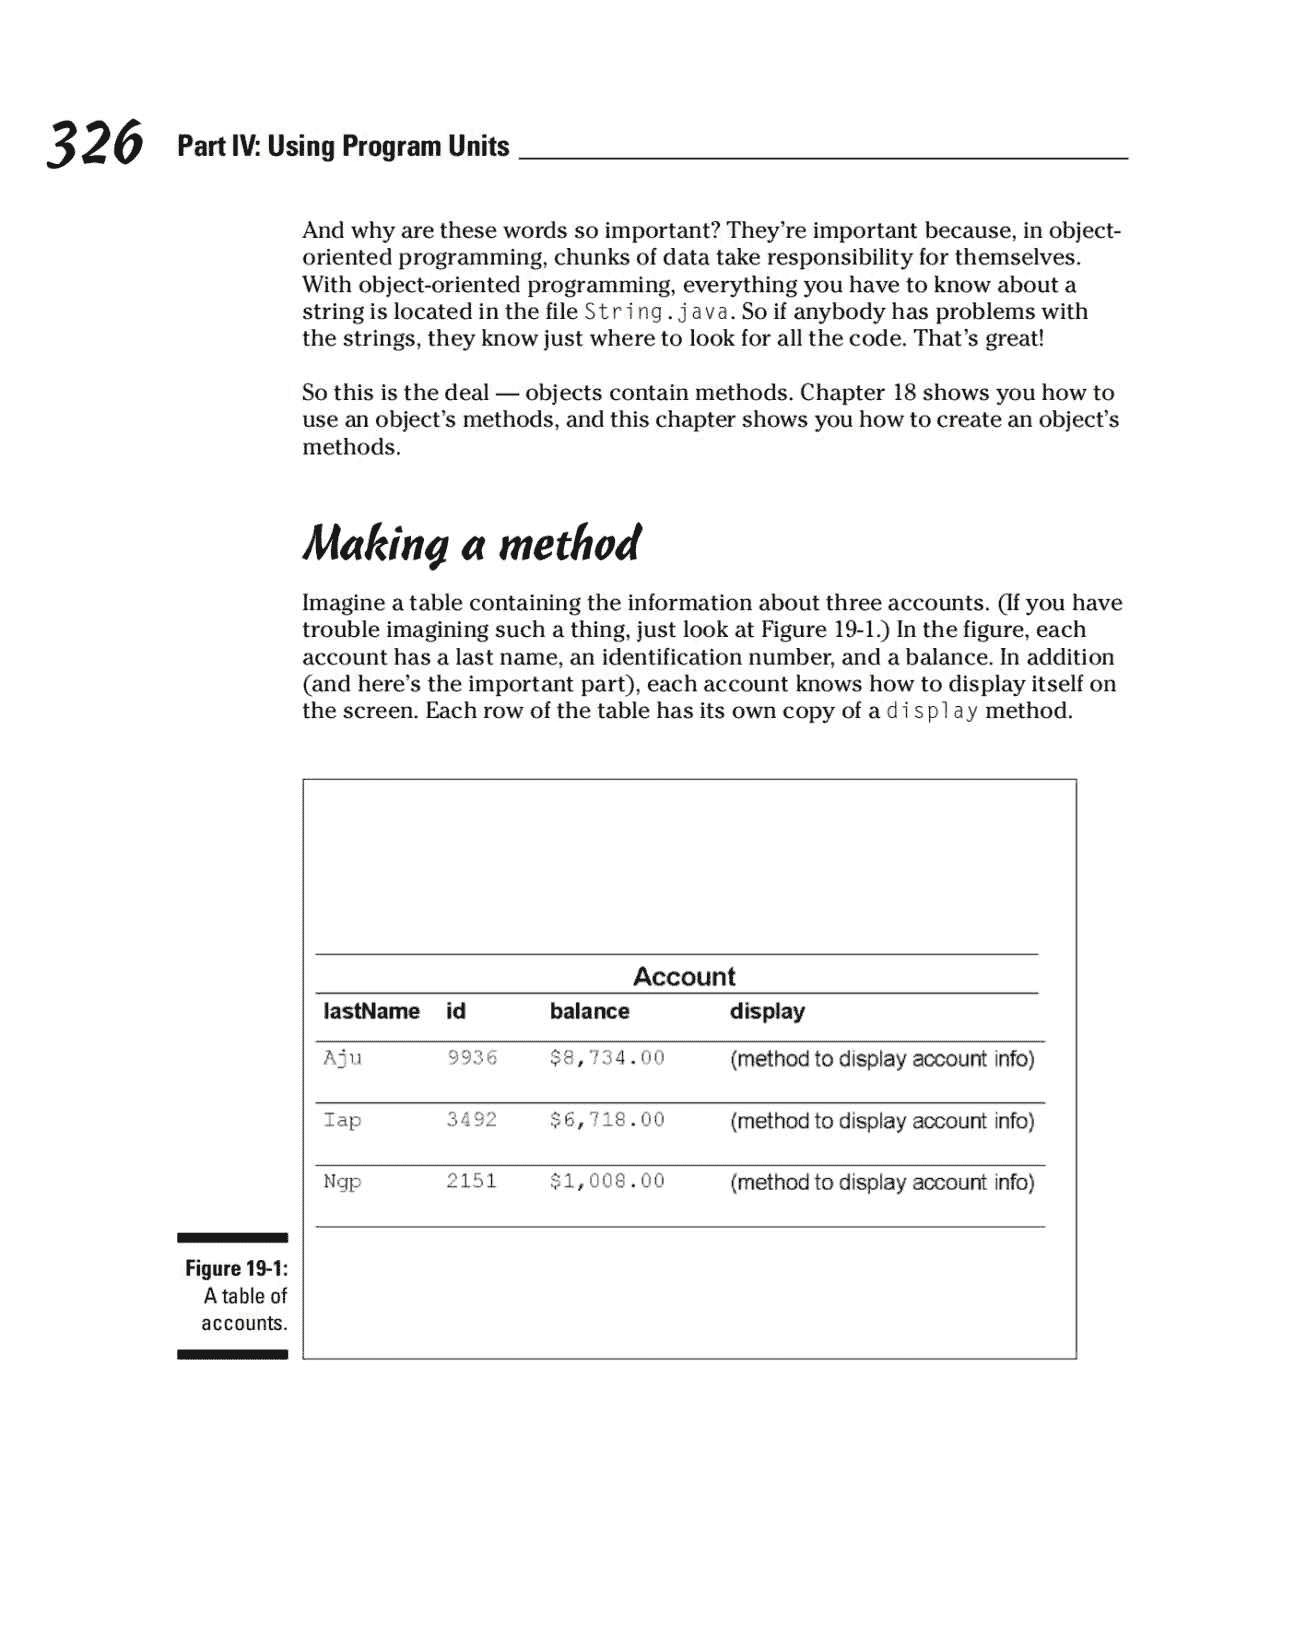 326 Part IV: Using Program Units
And why are these words so important? They're important because, in object-
oriented programming, chunks of data take responsibility for themselves.
With object-oriented programming, everything you have to know about a
string is located in the file String.java. So if anybody has problems with
the strings, they know just where to look for all the code. That's great!
So this is the deal — objects contain methods. Chapter 18 shows you how to
use an object's methods, and this chapter shows you how to create an object's
methods.
Making a method
Imagine a table containing the information about three accounts. (If you have
trouble imagining such a thing, just look at Figure 19-1.) In the figure, each
account has a last name, an identification number, and a balance. In addition
(and here's the important part), each account knows how to display itself on
the screen. Each row of the table has its own copy of a display method.
Account
lastName id balance display
Aju 9936 $8,734.00 (method to display account info)
Iap 3492 $6,718.00 (method to display account info)
Ngp 2151 $1,008.00 (method to display account info)
Figure 19-1:
A table of
accounts.